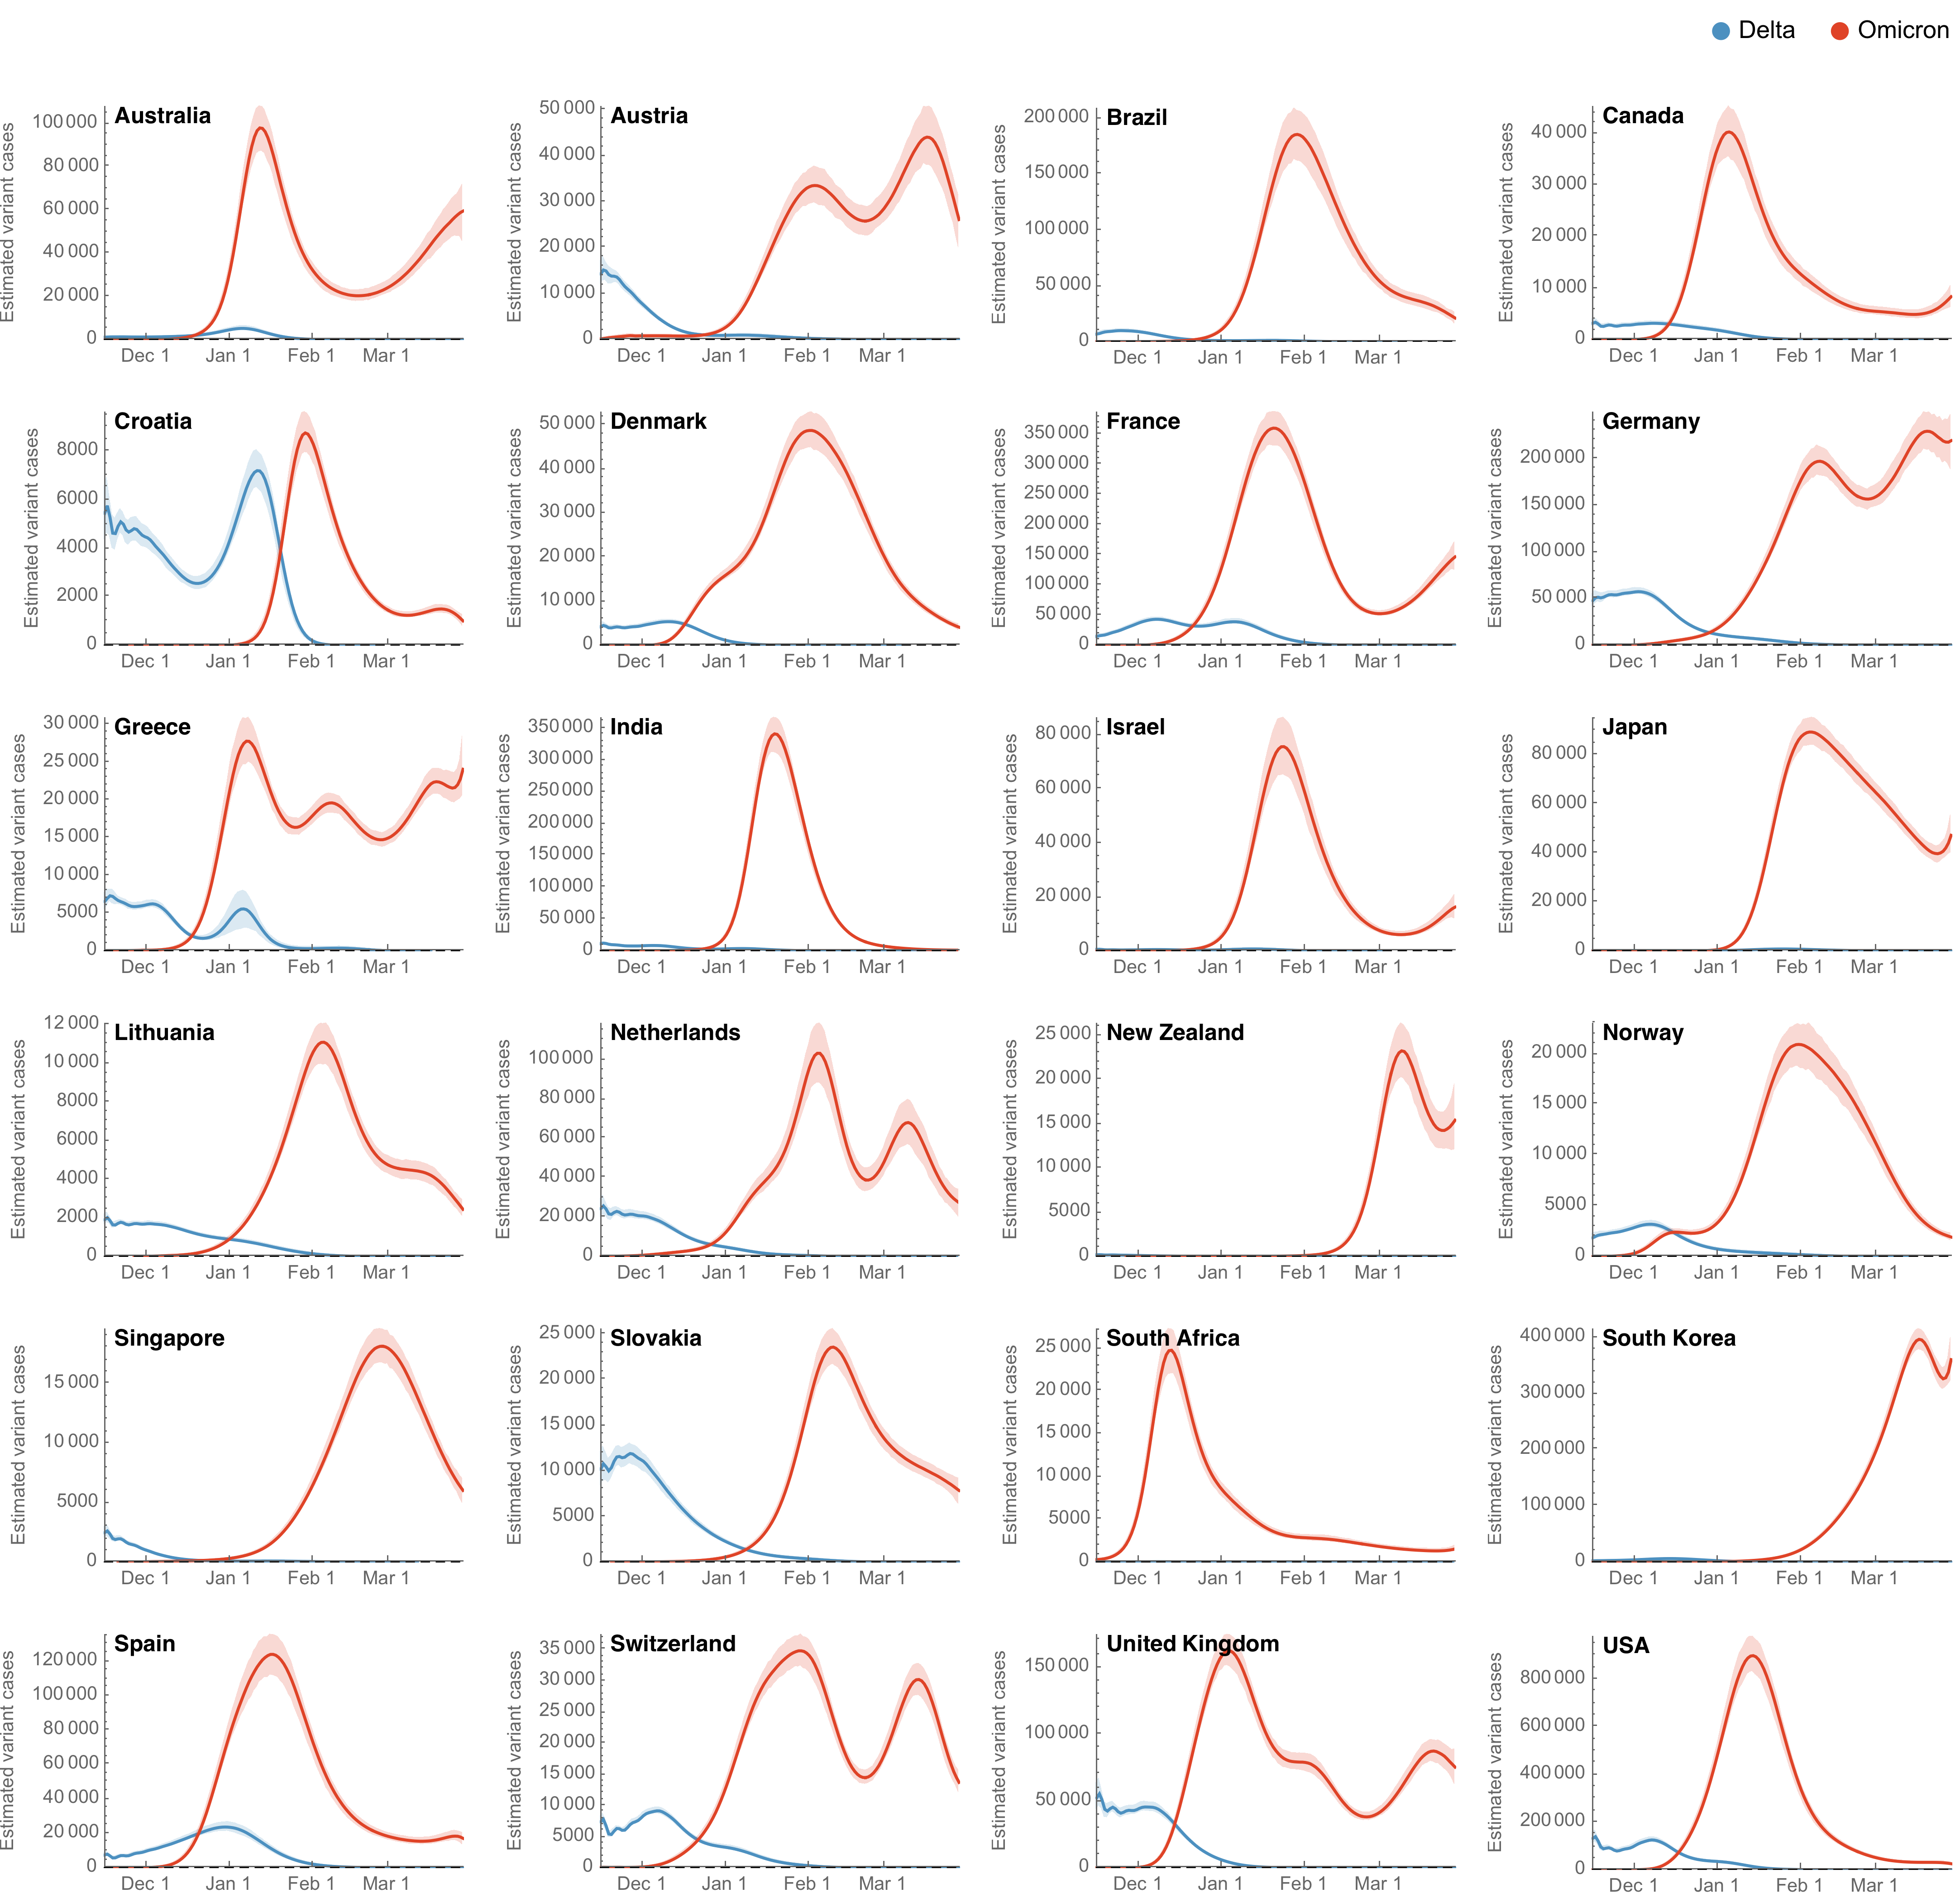 Delta Omicron
Australia
Estimated variant cases
100 000
80 000
60 000
40 000
20 000
0
Dec 1 Jan 1 Feb 1 Mar 1
Austria
Estimated variant cases
50 000
40 000
30 000
20 000
10 000
0
Dec 1 Jan 1 Feb 1 Mar 1
Brazil
Estimated variant cases
200 000
150 000
100 000
50 000
0
Dec 1 Jan 1 Feb 1 Mar 1
Canada
Estimated variant cases
40 000
30 000
20 000
10 000
0
Dec 1 Jan 1 Feb 1 Mar 1
Croatia
Estimated variant cases
8000
6000
4000
2000
0
Dec 1 Jan 1 Feb 1 Mar 1
Denmark
Estimated variant cases
50 000
40 000
30 000
20 000
10 000
0
Dec 1 Jan 1 Feb 1 Mar 1
France
Estimated variant cases
350 000
300 000
250 000
200 000
150 000
100 000
50 000
0
Dec 1 Jan 1 Feb 1 Mar 1
Germany
Estimated variant cases
200 000
150 000
100 000
50 000
0
Dec 1 Jan 1 Feb 1 Mar 1
Greece
Estimated variant cases
30 000
25 000
20 000
15 000
10 000
5000
0
Dec 1 Jan 1 Feb 1 Mar 1
India
Estimated variant cases
350 000
300 000
250 000
200 000
150 000
100 000
50 000
0
Dec 1 Jan 1 Feb 1 Mar 1
Israel
Estimated variant cases
80 000
60 000
40 000
20 000
0
Dec 1 Jan 1 Feb 1 Mar 1
Japan
Estimated variant cases
80 000
60 000
40 000
20 000
0
Dec 1 Jan 1 Feb 1 Mar 1
Lithuania
Estimated variant cases
12 000
10 000
8000
6000
4000
2000
0
Dec 1 Jan 1 Feb 1 Mar 1
Netherlands
Estimated variant cases
100 000
80 000
60 000
40 000
20 000
0
Dec 1 Jan 1 Feb 1 Mar 1
New Zealand
Estimated variant cases
25 000
20 000
15 000
10 000
5000
0
Dec 1 Jan 1 Feb 1 Mar 1
Norway
Estimated variant cases
20 000
15 000
10 000
5000
0
Dec 1 Jan 1 Feb 1 Mar 1
Singapore
Estimated variant cases
15 000
10 000
5000
0
Dec 1 Jan 1 Feb 1 Mar 1
Slovakia
Estimated variant cases
25 000
20 000
15 000
10 000
5000
0
Dec 1 Jan 1 Feb 1 Mar 1
South Africa
Estimated variant cases
25 000
20 000
15 000
10 000
5000
0
Dec 1 Jan 1 Feb 1 Mar 1
South Korea
Estimated variant cases
400 000
300 000
200 000
100 000
0
Dec 1 Jan 1 Feb 1 Mar 1
Spain
Estimated variant cases
120 000
100 000
80 000
60 000
40 000
20 000
0
Dec 1 Jan 1 Feb 1 Mar 1
Switzerland
Estimated variant cases
35 000
30 000
25 000
20 000
15 000
10 000
5000
0
Dec 1 Jan 1 Feb 1 Mar 1
United Kingdom
Estimated variant cases
150 000
100 000
50 000
0
Dec 1 Jan 1 Feb 1 Mar 1
USA
Estimated variant cases
800 000
600 000
400 000
200 000
0
Dec 1 Jan 1 Feb 1 Mar 1